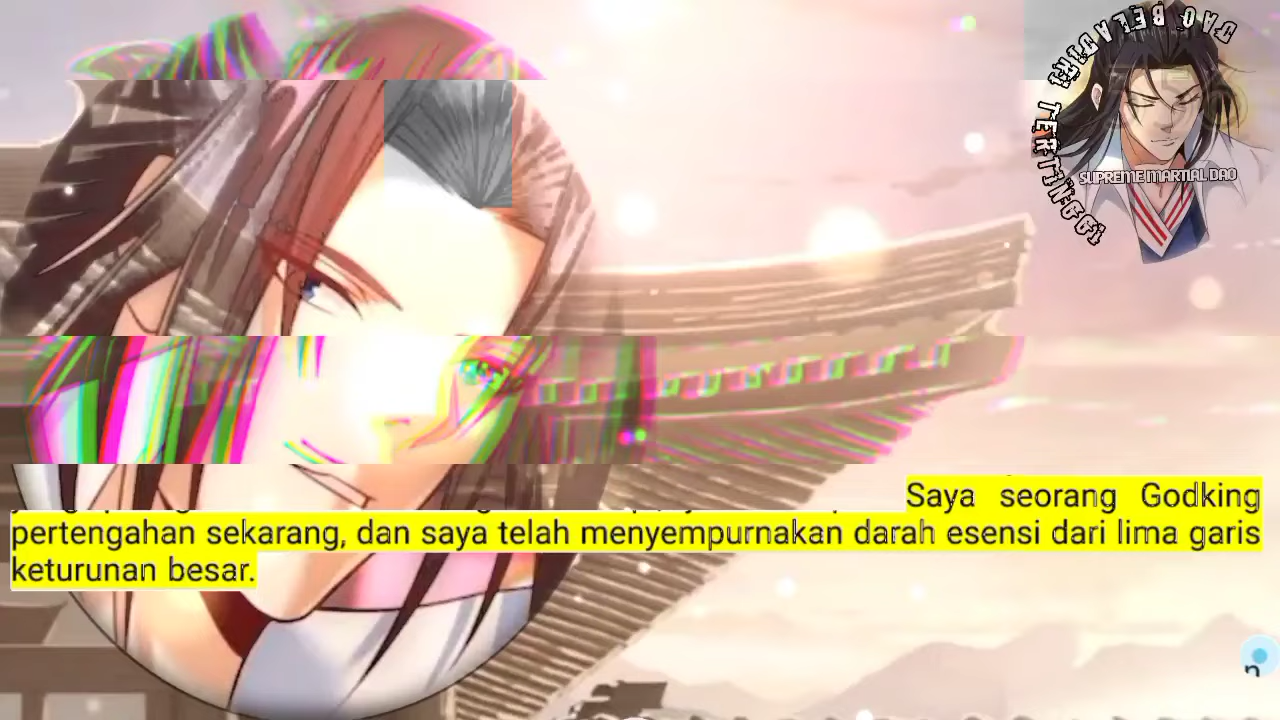 DAO BELADIRI TERTINGGI
SUPREME MARTIAL DAO
Saya seorang Godking
pertengahan sekarang, dan saya telah menyempurnakan darah esensi dari lima garis
keturunan besar.
n